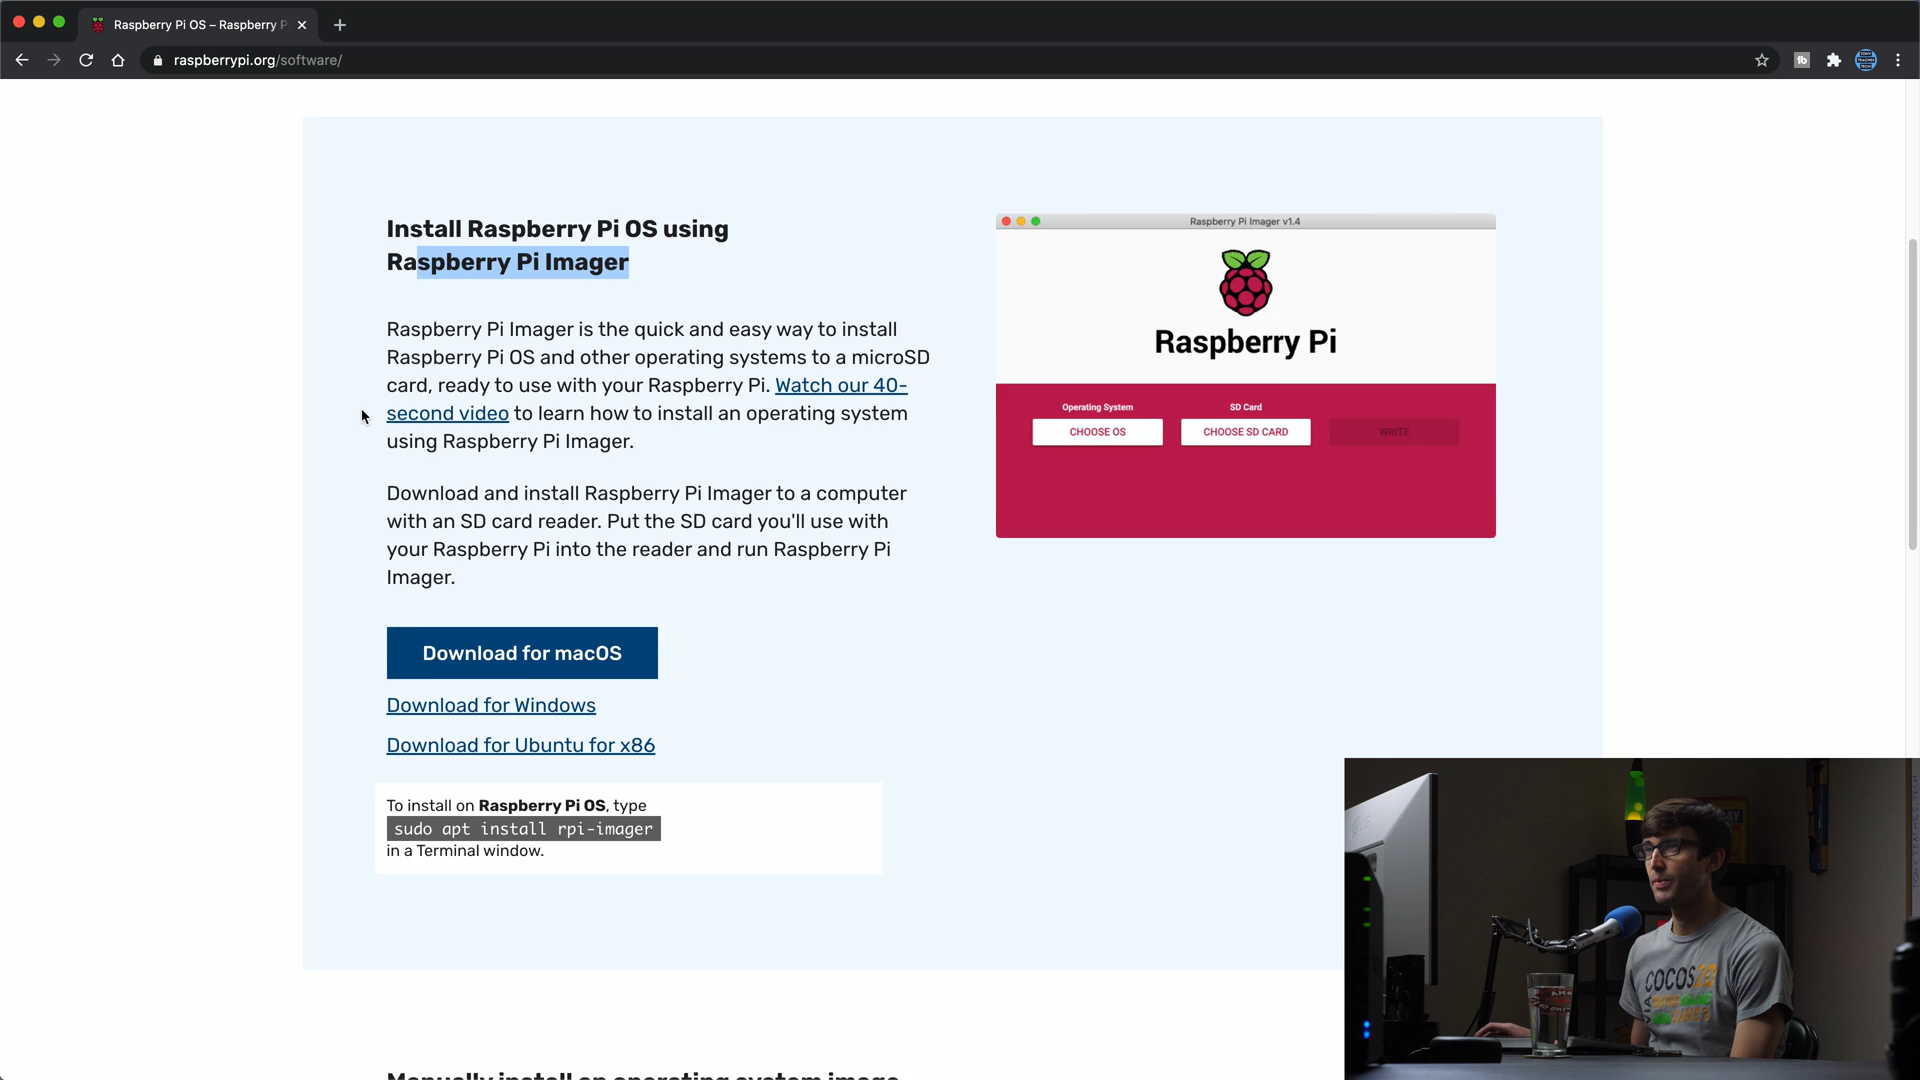 Raspberry Pi OS – Raspberry P
raspberrypi.org/software/
Install Raspberry Pi OS using
Raspberry Pi Imager
Raspberry Pi Imager is the quick and easy way to install
Raspberry Pi OS and other operating systems to a microSD
card, ready to use with your Raspberry Pi. Watch our 40-
second video to learn how to install an operating system
using Raspberry Pi Imager.
Download and install Raspberry Pi Imager to a computer
with an SD card reader. Put the SD card you'll use with
your Raspberry Pi into the reader and run Raspberry Pi
Imager.
Download for macOS
Download for Windows
Download for Ubuntu for x86
To install on Raspberry Pi OS, type
sudo apt install rpi-imager
in a Terminal window.
Raspberry Pi Imager v1.4
Raspberry Pi
Operating System
SD Card
CHOOSE OS
CHOOSE SD CARD
WRITE
Manually install an operating system image